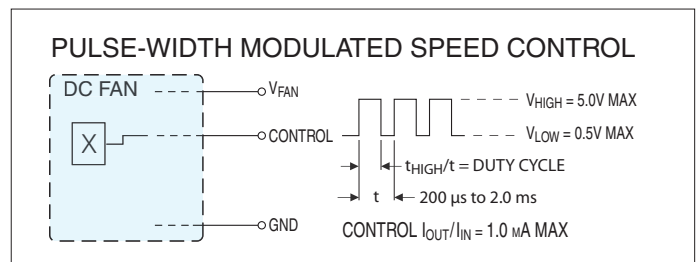 PULSE-WIDTH MODULATED SPEED CONTROL
DC FAN
VFAN
X
CONTROL
VHIGH = 5.0V MAX
VLOW = 0.5V MAX
tHIGH/t = DUTY CYCLE
t
200 µs to 2.0 ms
GND
CONTROL IOUT/IIN = 1.0 MA MAX